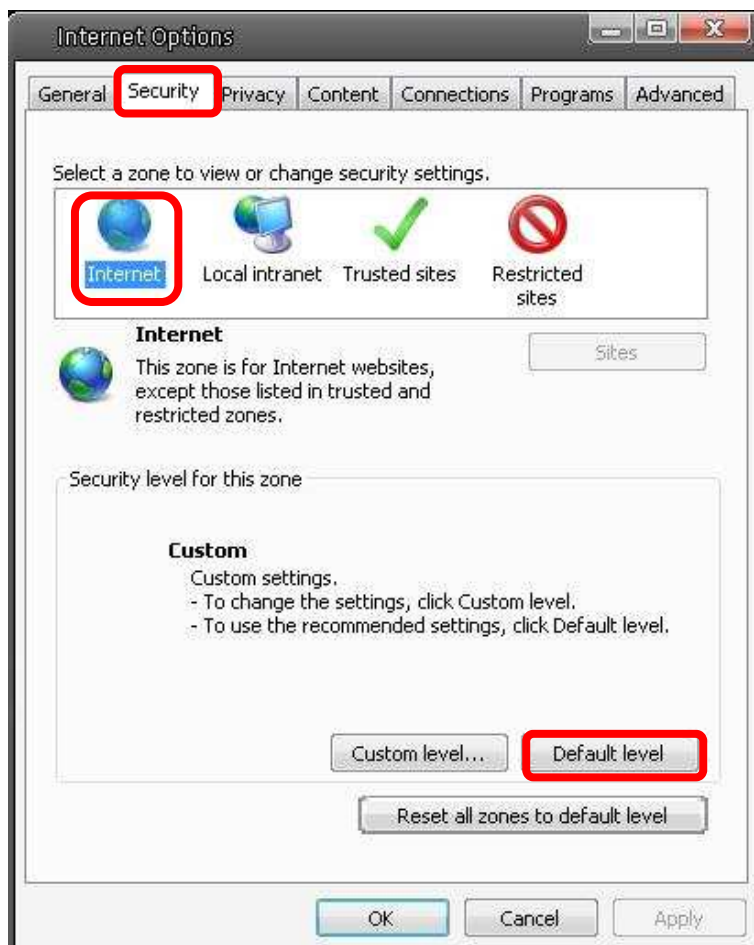 Internet Options
General Security Privacy Content Connections Programs Advanced
Select a zone to view or change security settings.
Internet Local intranet Trusted sites Restricted
sites
Internet
Sites
This zone is for Internet websites,
except those listed in trusted and
restricted zones.
Security level for this zone
Custom
Custom settings.
- To change the settings, click Custom level.
- To use the recommended settings, click Default level.
Custom level... Default level
Reset all zones to default level
OK Cancel Apply